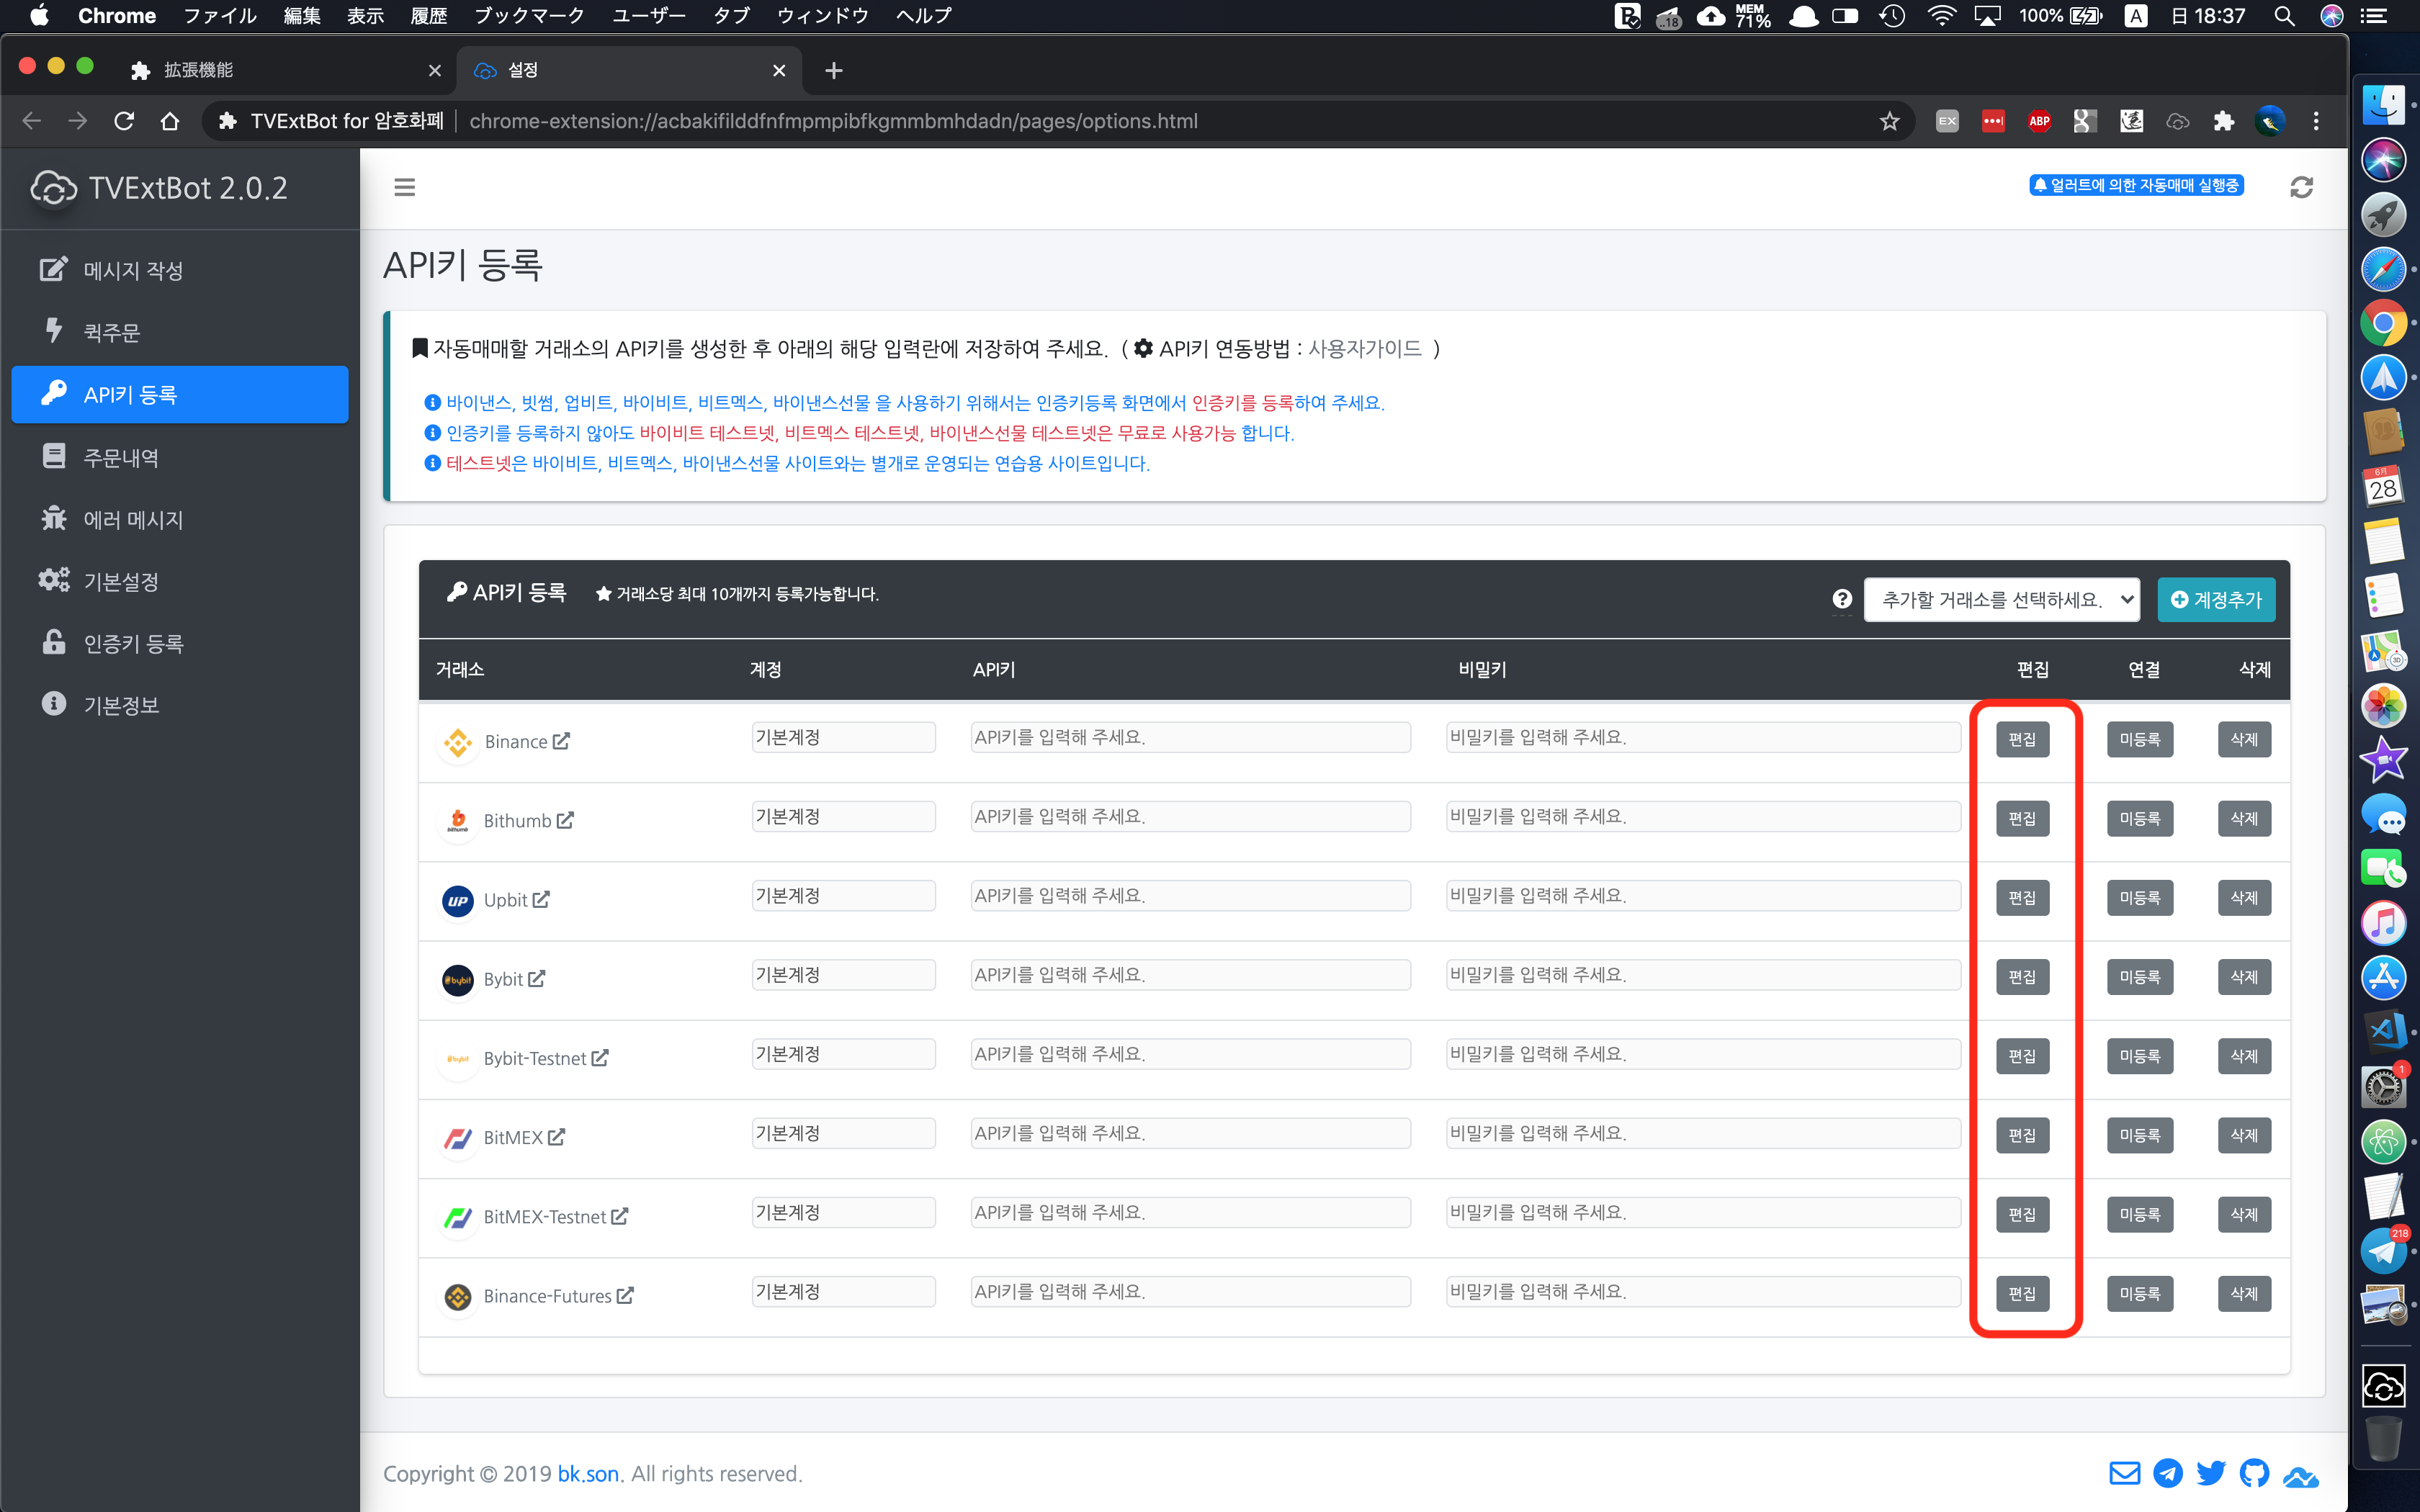 Chrome ファイル 編集 表示 履歴 ブックマーク ユーザー タブ ウィンドウ ヘルプ
..18 MEM 71% 100% A 日 18:37
拡張機能 설정
TVExtBot for 암호화폐 chrome-extension://acbakifilddfnfmpmpibfkgmmbmhdadn/pages/options.html
EX ABP
TVExtBot 2.0.2
얼러트에 의한 자동매매 실행중
메시지 작성
퀵주문
API키 등록
주문내역
에러 메시지
기본설정
인증키 등록
기본정보
API키 등록
자동매매할 거래소의 API키를 생성한 후 아래의 해당 입력란에 저장하여 주세요. ( API키 연동방법 : 사용자가이드 )
바이낸스, 빗썸, 업비트, 바이비트, 비트멕스, 바이낸스선물 을 사용하기 위해서는 인증키등록 화면에서 인증키를 등록하여 주세요.
인증키를 등록하지 않아도 바이비트 테스트넷, 비트멕스 테스트넷, 바이낸스선물 테스트넷은 무료로 사용가능 합니다.
테스트넷은 바이비트, 비트멕스, 바이낸스선물 사이트와는 별개로 운영되는 연습용 사이트입니다.
API키 등록 거래소당 최대 10개까지 등록가능합니다. 추가할 거래소를 선택하세요. 계정추가
거래소 계정 API키 비밀키 편집 연결 삭제
Binance 기본계정 API키를 입력해 주세요. 비밀키를 입력해 주세요. 편집 미등록 삭제
bithumb Bithumb 기본계정 API키를 입력해 주세요. 비밀키를 입력해 주세요. 편집 미등록 삭제
UP Upbit 기본계정 API키를 입력해 주세요. 비밀키를 입력해 주세요. 편집 미등록 삭제
bybit Bybit 기본계정 API키를 입력해 주세요. 비밀키를 입력해 주세요. 편집 미등록 삭제
bybit Bybit-Testnet 기본계정 API키를 입력해 주세요. 비밀키를 입력해 주세요. 편집 미등록 삭제
BitMEX 기본계정 API키를 입력해 주세요. 비밀키를 입력해 주세요. 편집 미등록 삭제
BitMEX-Testnet 기본계정 API키를 입력해 주세요. 비밀키를 입력해 주세요. 편집 미등록 삭제
Binance-Futures 기본계정 API키를 입력해 주세요. 비밀키를 입력해 주세요. 편집 미등록 삭제
Copyright © 2019 bk.son. All rights reserved.
6月
28
3D
1
218